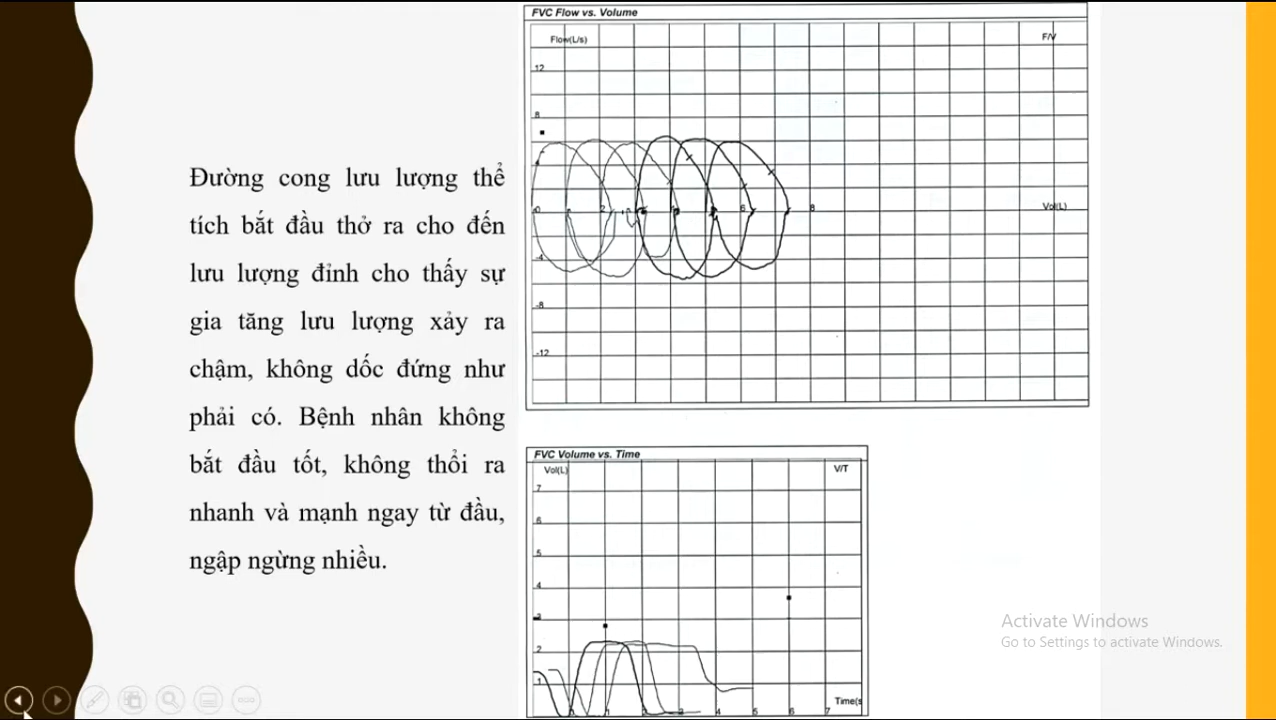 Đường cong lưu lượng thể
tích bắt đầu thở ra cho đến
lưu lượng đỉnh cho thấy sự
gia tăng lưu lượng xảy ra
chậm, không dốc đứng như
phải có. Bệnh nhân không
bắt đầu tốt, không thổi ra
nhanh và mạnh ngay từ đầu,
ngập ngừng nhiều.
FVC Flow vs. Volume
Flow(L/s)
F/V
12
8
4
0
2
6
8
Vol(L)
-4
-8
-12
FVC Volume vs. Time
Vol(L)
V/T
7
6
5
4
3
2
1
1
2
4
5
6
7
Time(s
Activate Windows
Go to Settings to activate Windows.